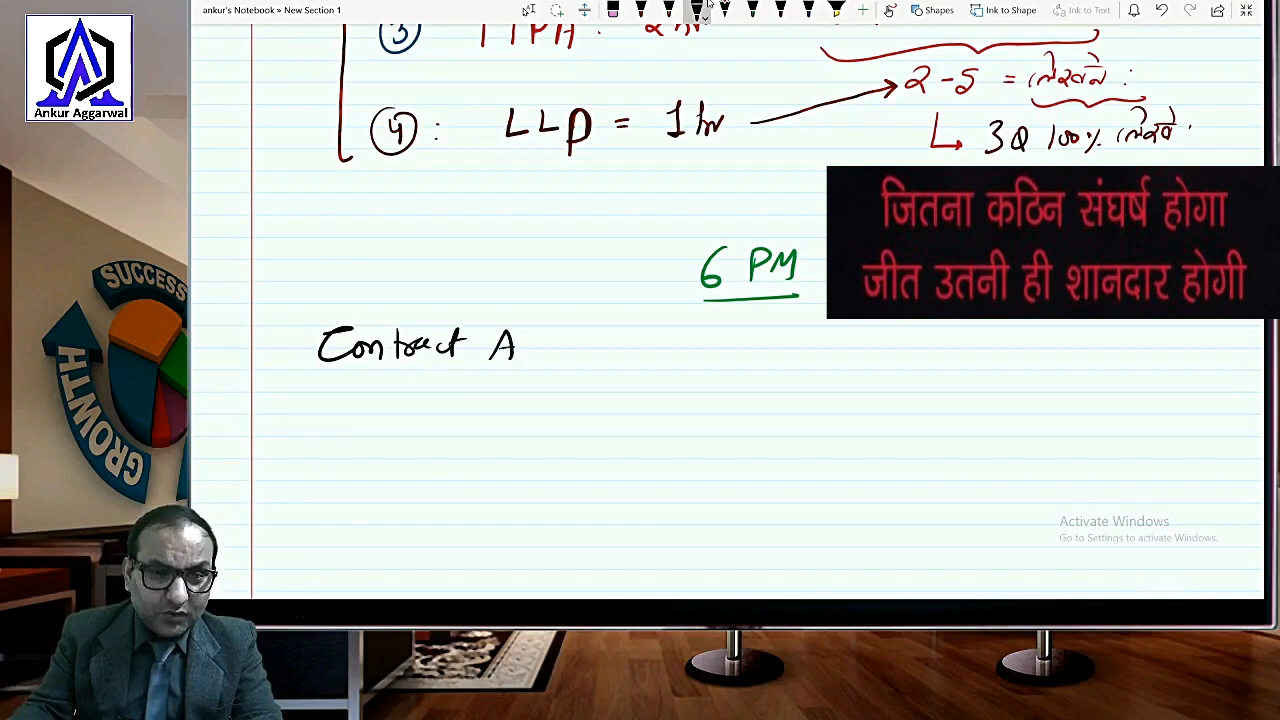 ankur's Notebook » New Section 1
Shapes
Ink to Shape
Ink to Text
Ankur Aggarwal
3
2 hr
4 : LLP = 1 hr
2 - 5 =
3Q 100%
जितना कठिन संघर्ष होगा
जीत उतनी ही शानदार होगी
6 PM
Contract A
SUCCESS
GROWTH
Activate Windows
Go to Settings to activate Windows.